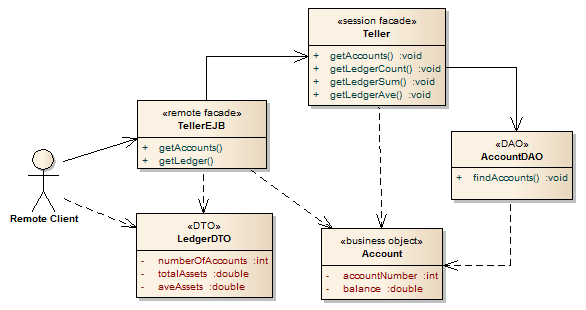 «session facade»
Teller
+ getAccounts() :void
+ getLedgerCount() :void
+ getLedgerSum() :void
+ getLedgerAve() :void
«remote facade»
TellerEJB
+ getAccounts()
+ getLedger()
«DAO»
AccountDAO
+ findAccounts() :void
Remote Client
«DTO»
LedgerDTO
- numberOfAccounts :int
- totalAssets :double
- aveAssets :double
«business object»
Account
- accountNumber :int
- balance :double